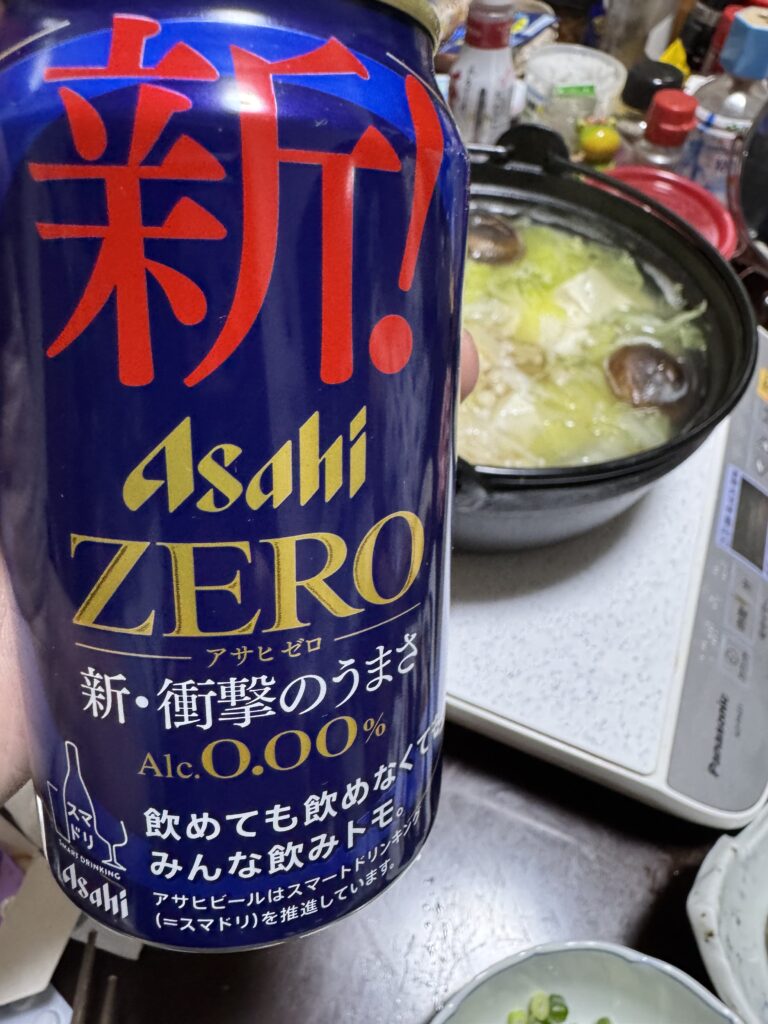 新!
Asahi
ZERO
アサヒ ゼロ
新・衝撃のうまさ
Alc.0.00%
スマ
ドリ
SMART DRINKING
Asahi
飲めても飲めなくても
みんな飲みトモ。
アサヒビールはスマートドリンキング
(=スマドリ)を推進しています。
Panasonic